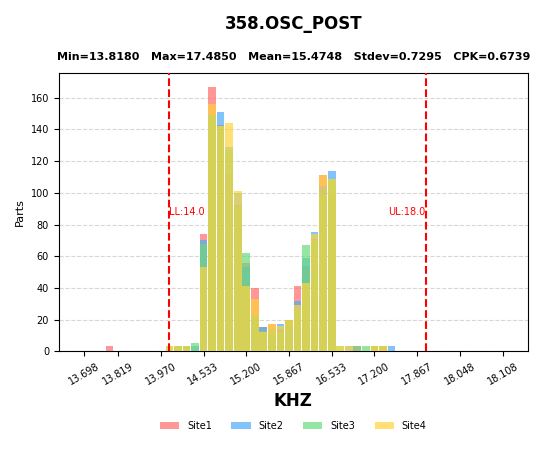 358.OSC_POST
Min=13.8180 Max=17.4850 Mean=15.4748 Stdev=0.7295 CPK=0.6739
160
140
120
100
80
60
40
20
0
Parts
LL:14.0
UL:18.0
13.698 13.819 13.970 14.533 15.200 15.867 16.533 17.200 17.867 18.048 18.108
KHZ
Site1 Site2 Site3 Site4